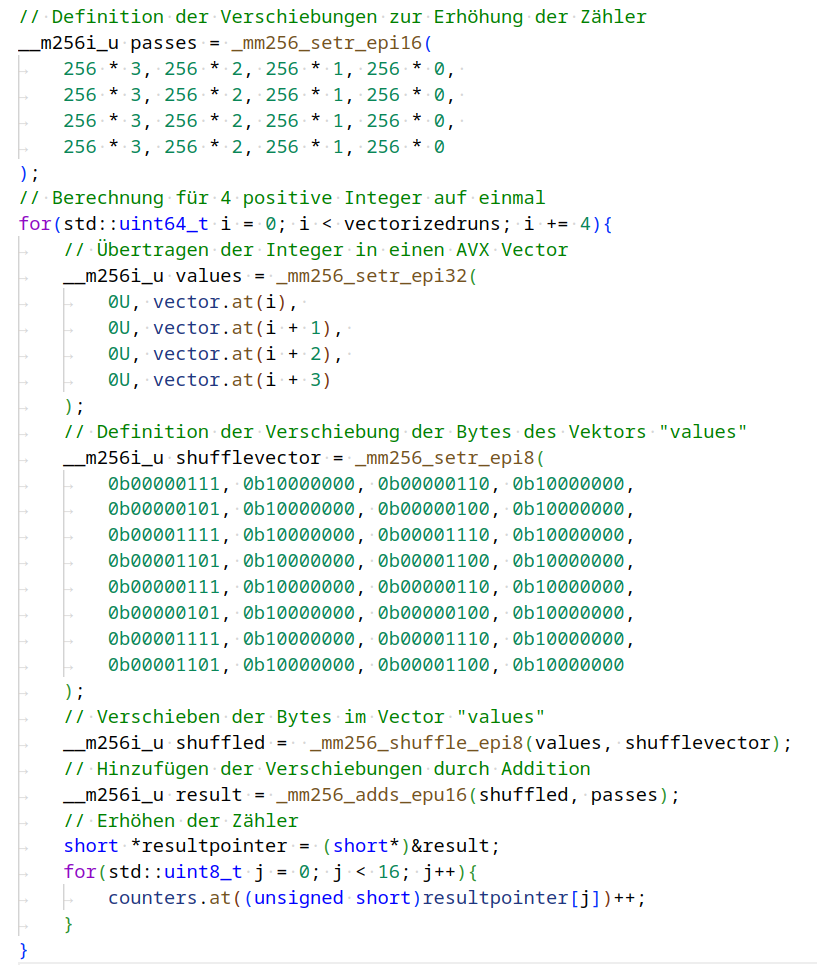 // Definition der Verschiebungen zur Erhöhung der Zähler
__m256i_u passes = _mm256_setr_epi16(
256 * 3, 256 * 2, 256 * 1, 256 * 0,
256 * 3, 256 * 2, 256 * 1, 256 * 0,
256 * 3, 256 * 2, 256 * 1, 256 * 0,
256 * 3, 256 * 2, 256 * 1, 256 * 0
);
// Berechnung für 4 positive Integer auf einmal
for(std::uint64_t i = 0; i < vectorizedruns; i += 4){
// Übertragen der Integer in einen AVX Vector
__m256i_u values = _mm256_setr_epi32(
0U, vector.at(i),
0U, vector.at(i + 1),
0U, vector.at(i + 2),
0U, vector.at(i + 3)
);
// Definition der Verschiebung der Bytes des Vektors "values"
__m256i_u shufflevector = _mm256_setr_epi8(
0b00000111, 0b10000000, 0b00000110, 0b10000000,
0b00000101, 0b10000000, 0b00000100, 0b10000000,
0b00001111, 0b10000000, 0b00001110, 0b10000000,
0b00001101, 0b10000000, 0b00001100, 0b10000000,
0b00000111, 0b10000000, 0b00000110, 0b10000000,
0b00000101, 0b10000000, 0b00000100, 0b10000000,
0b00001111, 0b10000000, 0b00001110, 0b10000000,
0b00001101, 0b10000000, 0b00001100, 0b10000000
);
// Verschieben der Bytes im Vector "values"
__m256i_u shuffled =  _mm256_shuffle_epi8(values, shufflevector);
// Hinzufügen der Verschiebungen durch Addition
__m256i_u result = _mm256_adds_epu16(shuffled, passes);
// Erhöhen der Zähler
short *resultpointer = (short*)&result;
for(std::uint8_t j = 0; j < 16; j++){
counters.at((unsigned short)resultpointer[j])++;
}
}